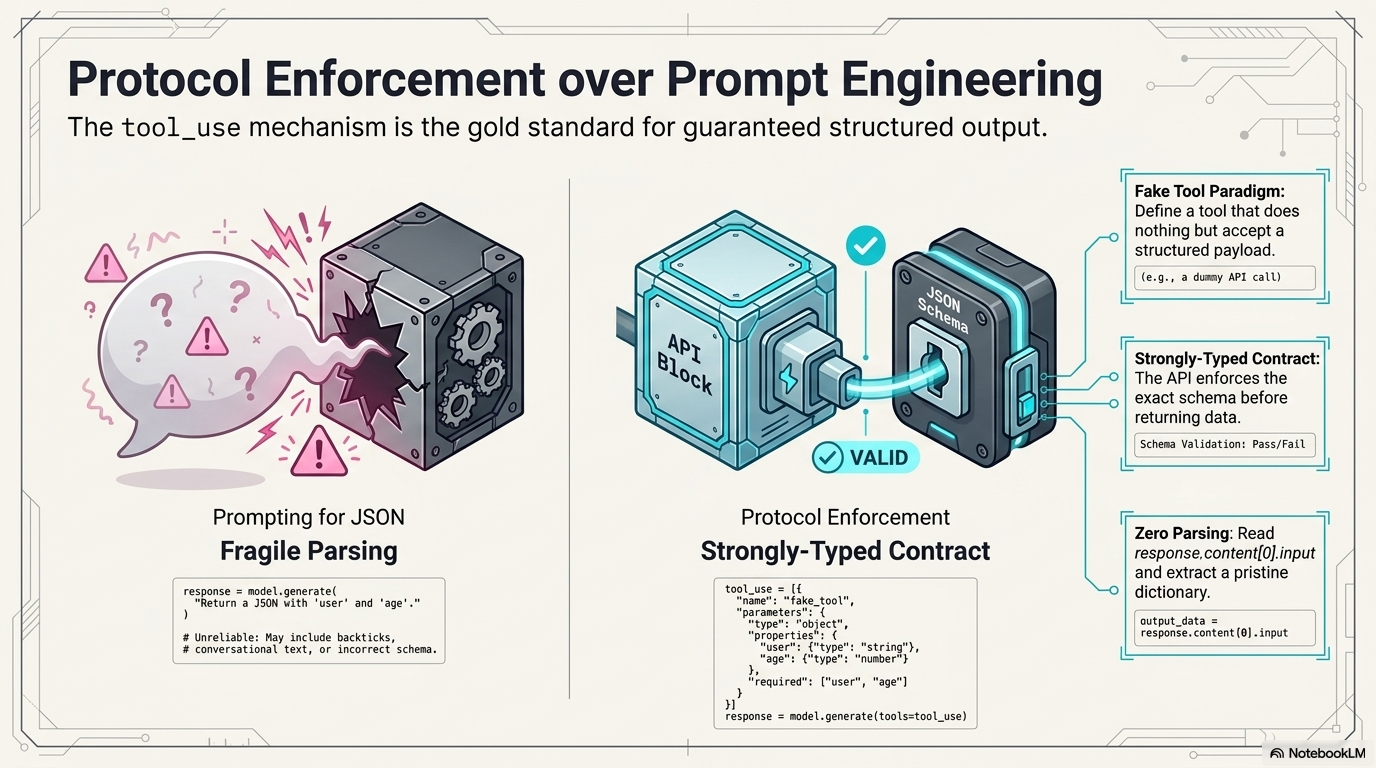 Protocol Enforcement over Prompt Engineering
The tool_use mechanism is the gold standard for guaranteed structured output.
Prompting for JSON
Fragile Parsing
response = model.generate(
"Return a JSON with 'user' and 'age'."
)
# Unreliable: May include backticks,
# conversational text, or incorrect schema.
API
Block
JSON
Schema
VALID
Protocol Enforcement
Strongly-Typed Contract
tool_use = [{
"name": "fake_tool",
"parameters": {
"type": "object",
"properties": {
"user": {"type": "string"},
"age": {"type": "number"}
},
"required": ["user", "age"]
}
}]
response = model.generate(tools=tool_use)
Fake Tool Paradigm:
Define a tool that does
nothing but accept a
structured payload.
(e.g., a dummy API call)
Strongly-Typed Contract:
The API enforces the
exact schema before
returning data.
Schema Validation: Pass/Fail
Zero Parsing: Read
response.content[0].input
and extract a pristine
dictionary.
output_data =
response.content[0].input
NotebookLM